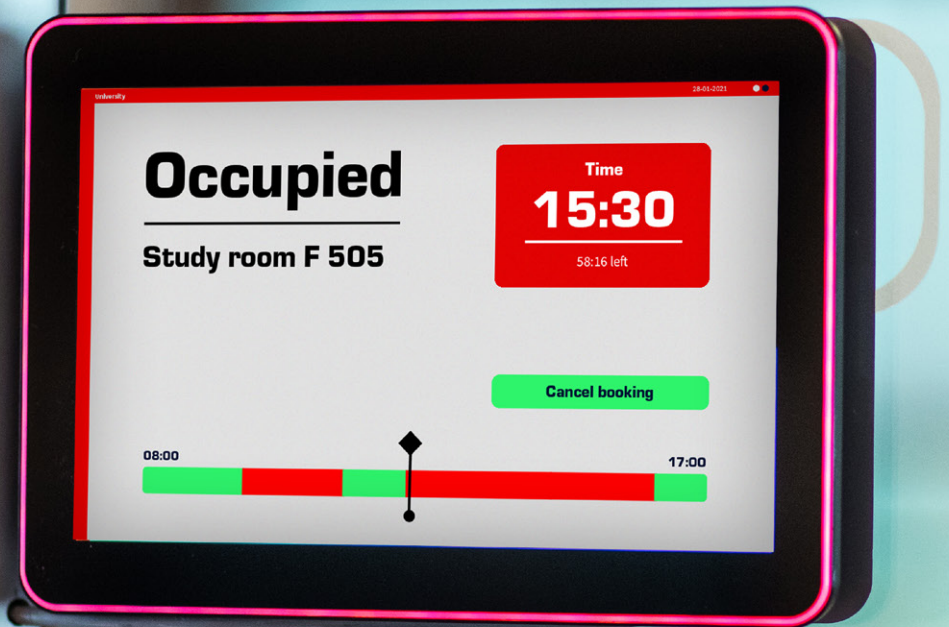 University
28-01-2021
Occupied
Study room F 505
Time
15:30
58:16 left
Cancel booking
08:00
17:00